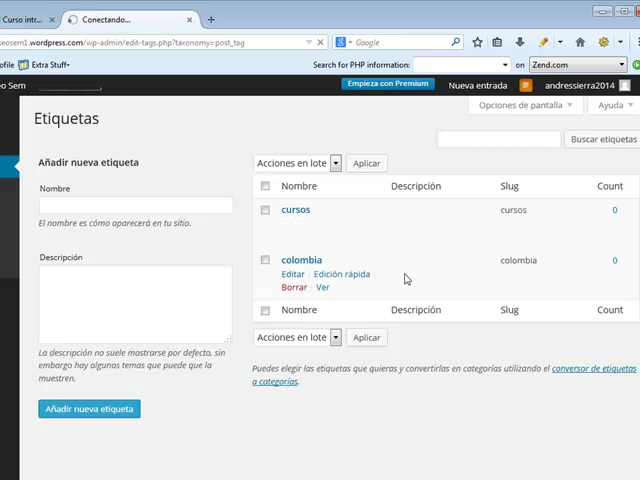 Curso intr...
Conectando...
seosem1.wordpress.com/wp-admin/edit-tags.php?taxonomy=post_tag
Google
ofile Extra Stuff
Search for PHP information: on Zend.com
eo Sem
Empieza con Premium
Nueva entrada
andressierra2014
Opciones de pantalla
Ayuda
Etiquetas
Buscar etiquetas
Añadir nueva etiqueta
Nombre
El nombre es cómo aparecerá en tu sitio.
Descripción
La descripción no suele mostrarse por defecto, sin
embargo hay algunos temas que puede que la
muestren.
Añadir nueva etiqueta
Acciones en lote Aplicar
Nombre Descripción Slug Count
cursos cursos 0
colombia colombia 0
Editar | Edición rápida |
Borrar | Ver
Nombre Descripción Slug Count
Acciones en lote Aplicar
Puedes elegir las etiquetas que quieras y convertirlas en categorías utilizando el conversor de etiquetas
a categorías.